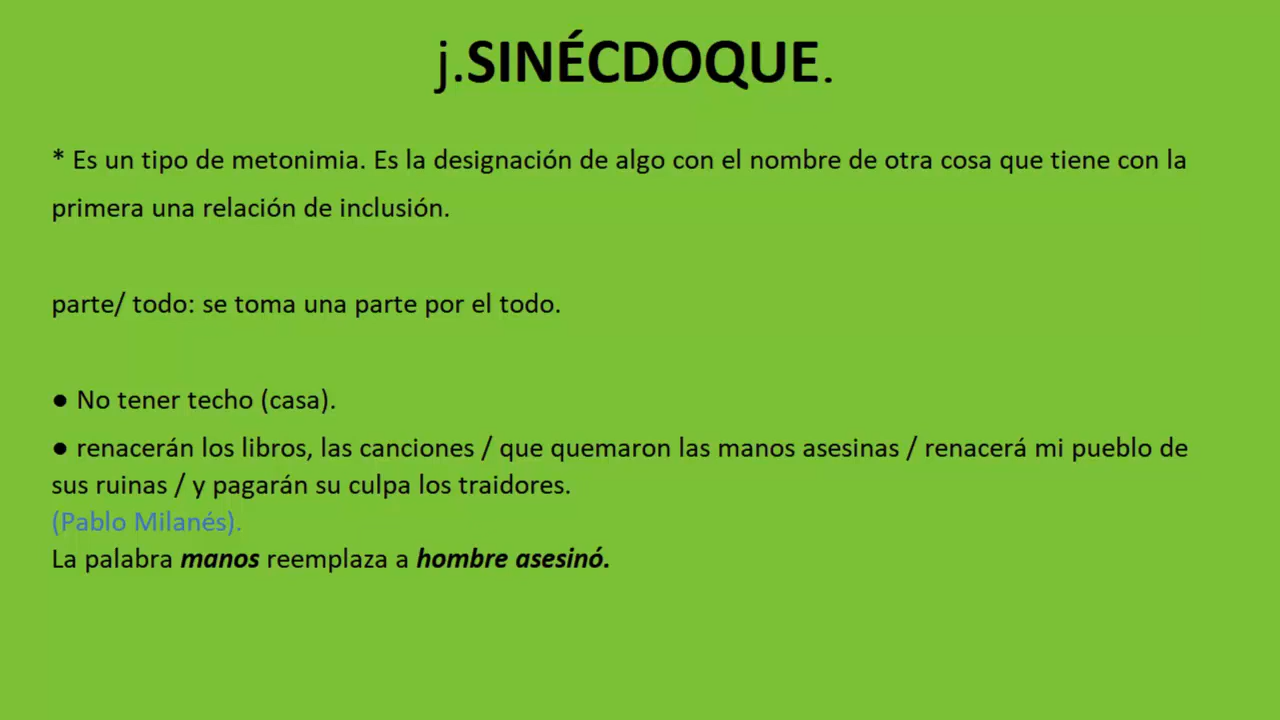 j.SINÉCDOQUE.
* Es un tipo de metonimia. Es la designación de algo con el nombre de otra cosa que tiene con la
primera una relación de inclusión.
parte/ todo: se toma una parte por el todo.
● No tener techo (casa).
● renacerán los libros, las canciones / que quemaron las manos asesinas / renacerá mi pueblo de
sus ruinas / y pagarán su culpa los traidores.
(Pablo Milanés).
La palabra manos reemplaza a hombre asesinó.